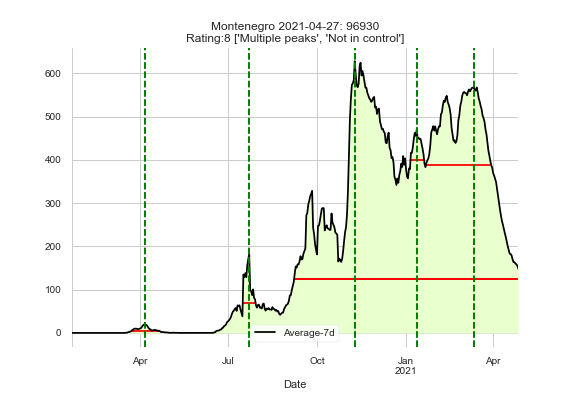 Montenegro 2021-04-27: 96930
Rating:8 ['Multiple peaks', 'Not in control']
600
500
400
300
200
100
0
Average-7d
Apr
Jul
Oct
Jan
2021
Apr
Date